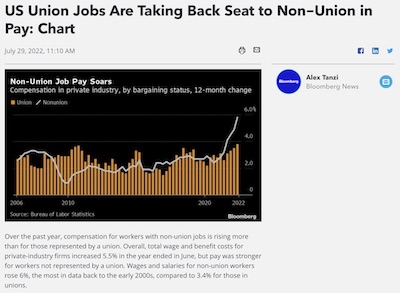 US Union Jobs Are Taking Back Seat to Non-Union in
Pay: Chart
July 29, 2022, 11:10 AM
Non-Union Job Pay Soars
Compensation in private industry, by bargaining status, 12-month change
Union Nonunion
6.0%
4.0
2.0
0
2006 2010 2020 2022
Source: Bureau of Labor Statistics Bloomberg
Bloomberg
Alex Tanzi
Bloomberg News
Over the past year, compensation for workers with non-union jobs is rising more
than for those represented by a union. Overall, total wage and benefit costs for
private-industry firms increased 5.5% in the year ended in June, but pay was stronger
for workers not represented by a union. Wages and salaries for non-union workers
rose 6%, the most in data back to the early 2000s, compared to 3.4% for those in
unions.